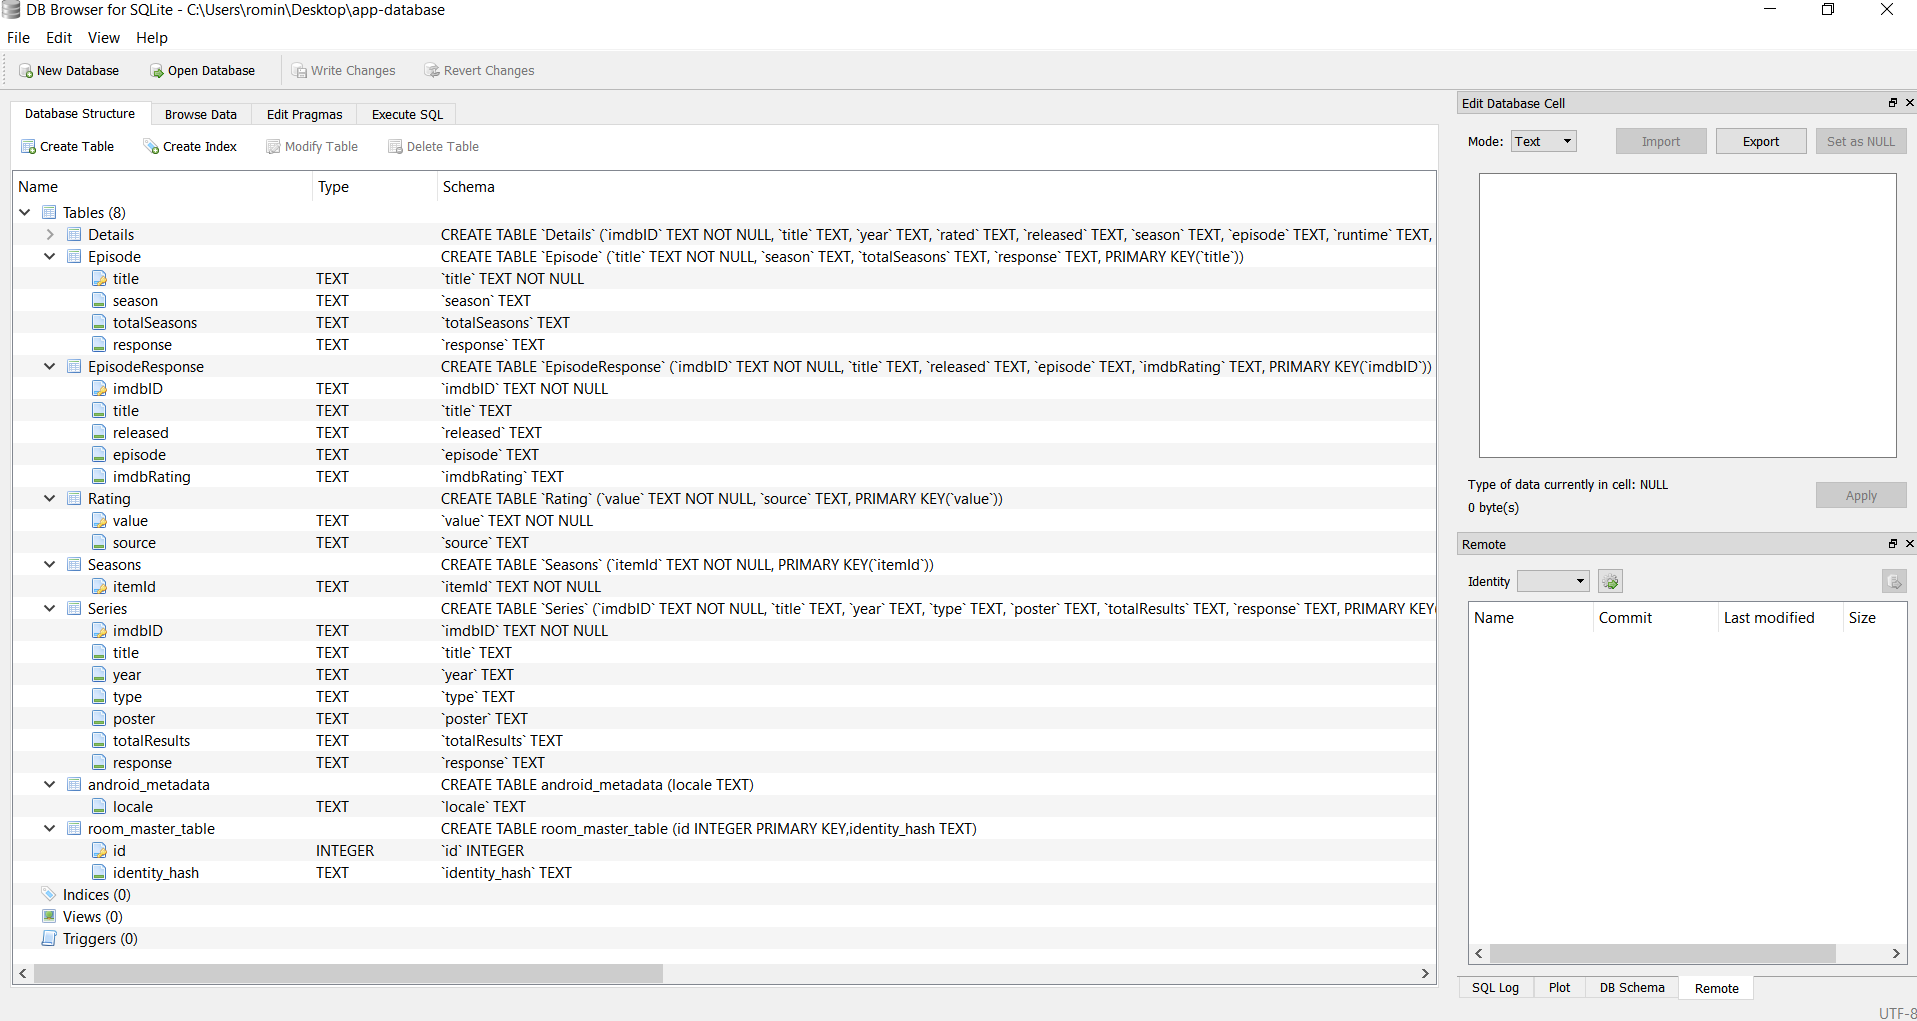 DB Browser for SQLite - C:\Users\romin\Desktop\app-database
File Edit View Help
New Database Open Database Write Changes Revert Changes
Database Structure Browse Data Edit Pragmas Execute SQL
Create Table Create Index Modify Table Delete Table
Name Type Schema
Tables (8)
Details CREATE TABLE `Details` (`imdbID` TEXT NOT NULL, `title` TEXT, `year` TEXT, `rated` TEXT, `released` TEXT, `season` TEXT, `episode` TEXT, `runtime` TEXT,
Episode CREATE TABLE `Episode` (`title` TEXT NOT NULL, `season` TEXT, `totalSeasons` TEXT, `response` TEXT, PRIMARY KEY(`title`))
title TEXT `title` TEXT NOT NULL
season TEXT `season` TEXT
totalSeasons TEXT `totalSeasons` TEXT
response TEXT `response` TEXT
EpisodeResponse CREATE TABLE `EpisodeResponse` (`imdbID` TEXT NOT NULL, `title` TEXT, `released` TEXT, `episode` TEXT, `imdbRating` TEXT, PRIMARY KEY(`imdbID`))
imdbID TEXT `imdbID` TEXT NOT NULL
title TEXT `title` TEXT
released TEXT `released` TEXT
episode TEXT `episode` TEXT
imdbRating TEXT `imdbRating` TEXT
Rating CREATE TABLE `Rating` (`value` TEXT NOT NULL, `source` TEXT, PRIMARY KEY(`value`))
value TEXT `value` TEXT NOT NULL
source TEXT `source` TEXT
Seasons CREATE TABLE `Seasons` (`itemId` TEXT NOT NULL, PRIMARY KEY(`itemId`))
itemId TEXT `itemId` TEXT NOT NULL
Series CREATE TABLE `Series` (`imdbID` TEXT NOT NULL, `title` TEXT, `year` TEXT, `type` TEXT, `poster` TEXT, `totalResults` TEXT, `response` TEXT, PRIMARY KEY(
imdbID TEXT `imdbID` TEXT NOT NULL
title TEXT `title` TEXT
year TEXT `year` TEXT
type TEXT `type` TEXT
poster TEXT `poster` TEXT
totalResults TEXT `totalResults` TEXT
response TEXT `response` TEXT
android_metadata CREATE TABLE android_metadata (locale TEXT)
locale TEXT `locale` TEXT
room_master_table CREATE TABLE room_master_table (id INTEGER PRIMARY KEY,identity_hash TEXT)
id INTEGER `id` INTEGER
identity_hash TEXT `identity_hash` TEXT
Indices (0)
Views (0)
Triggers (0)
Edit Database Cell
Mode: Text Import Export Set as NULL
Type of data currently in cell: NULL
0 byte(s)
Apply
Remote
Identity
Name Commit Last modified Size
SQL Log Plot DB Schema Remote
UTF-8